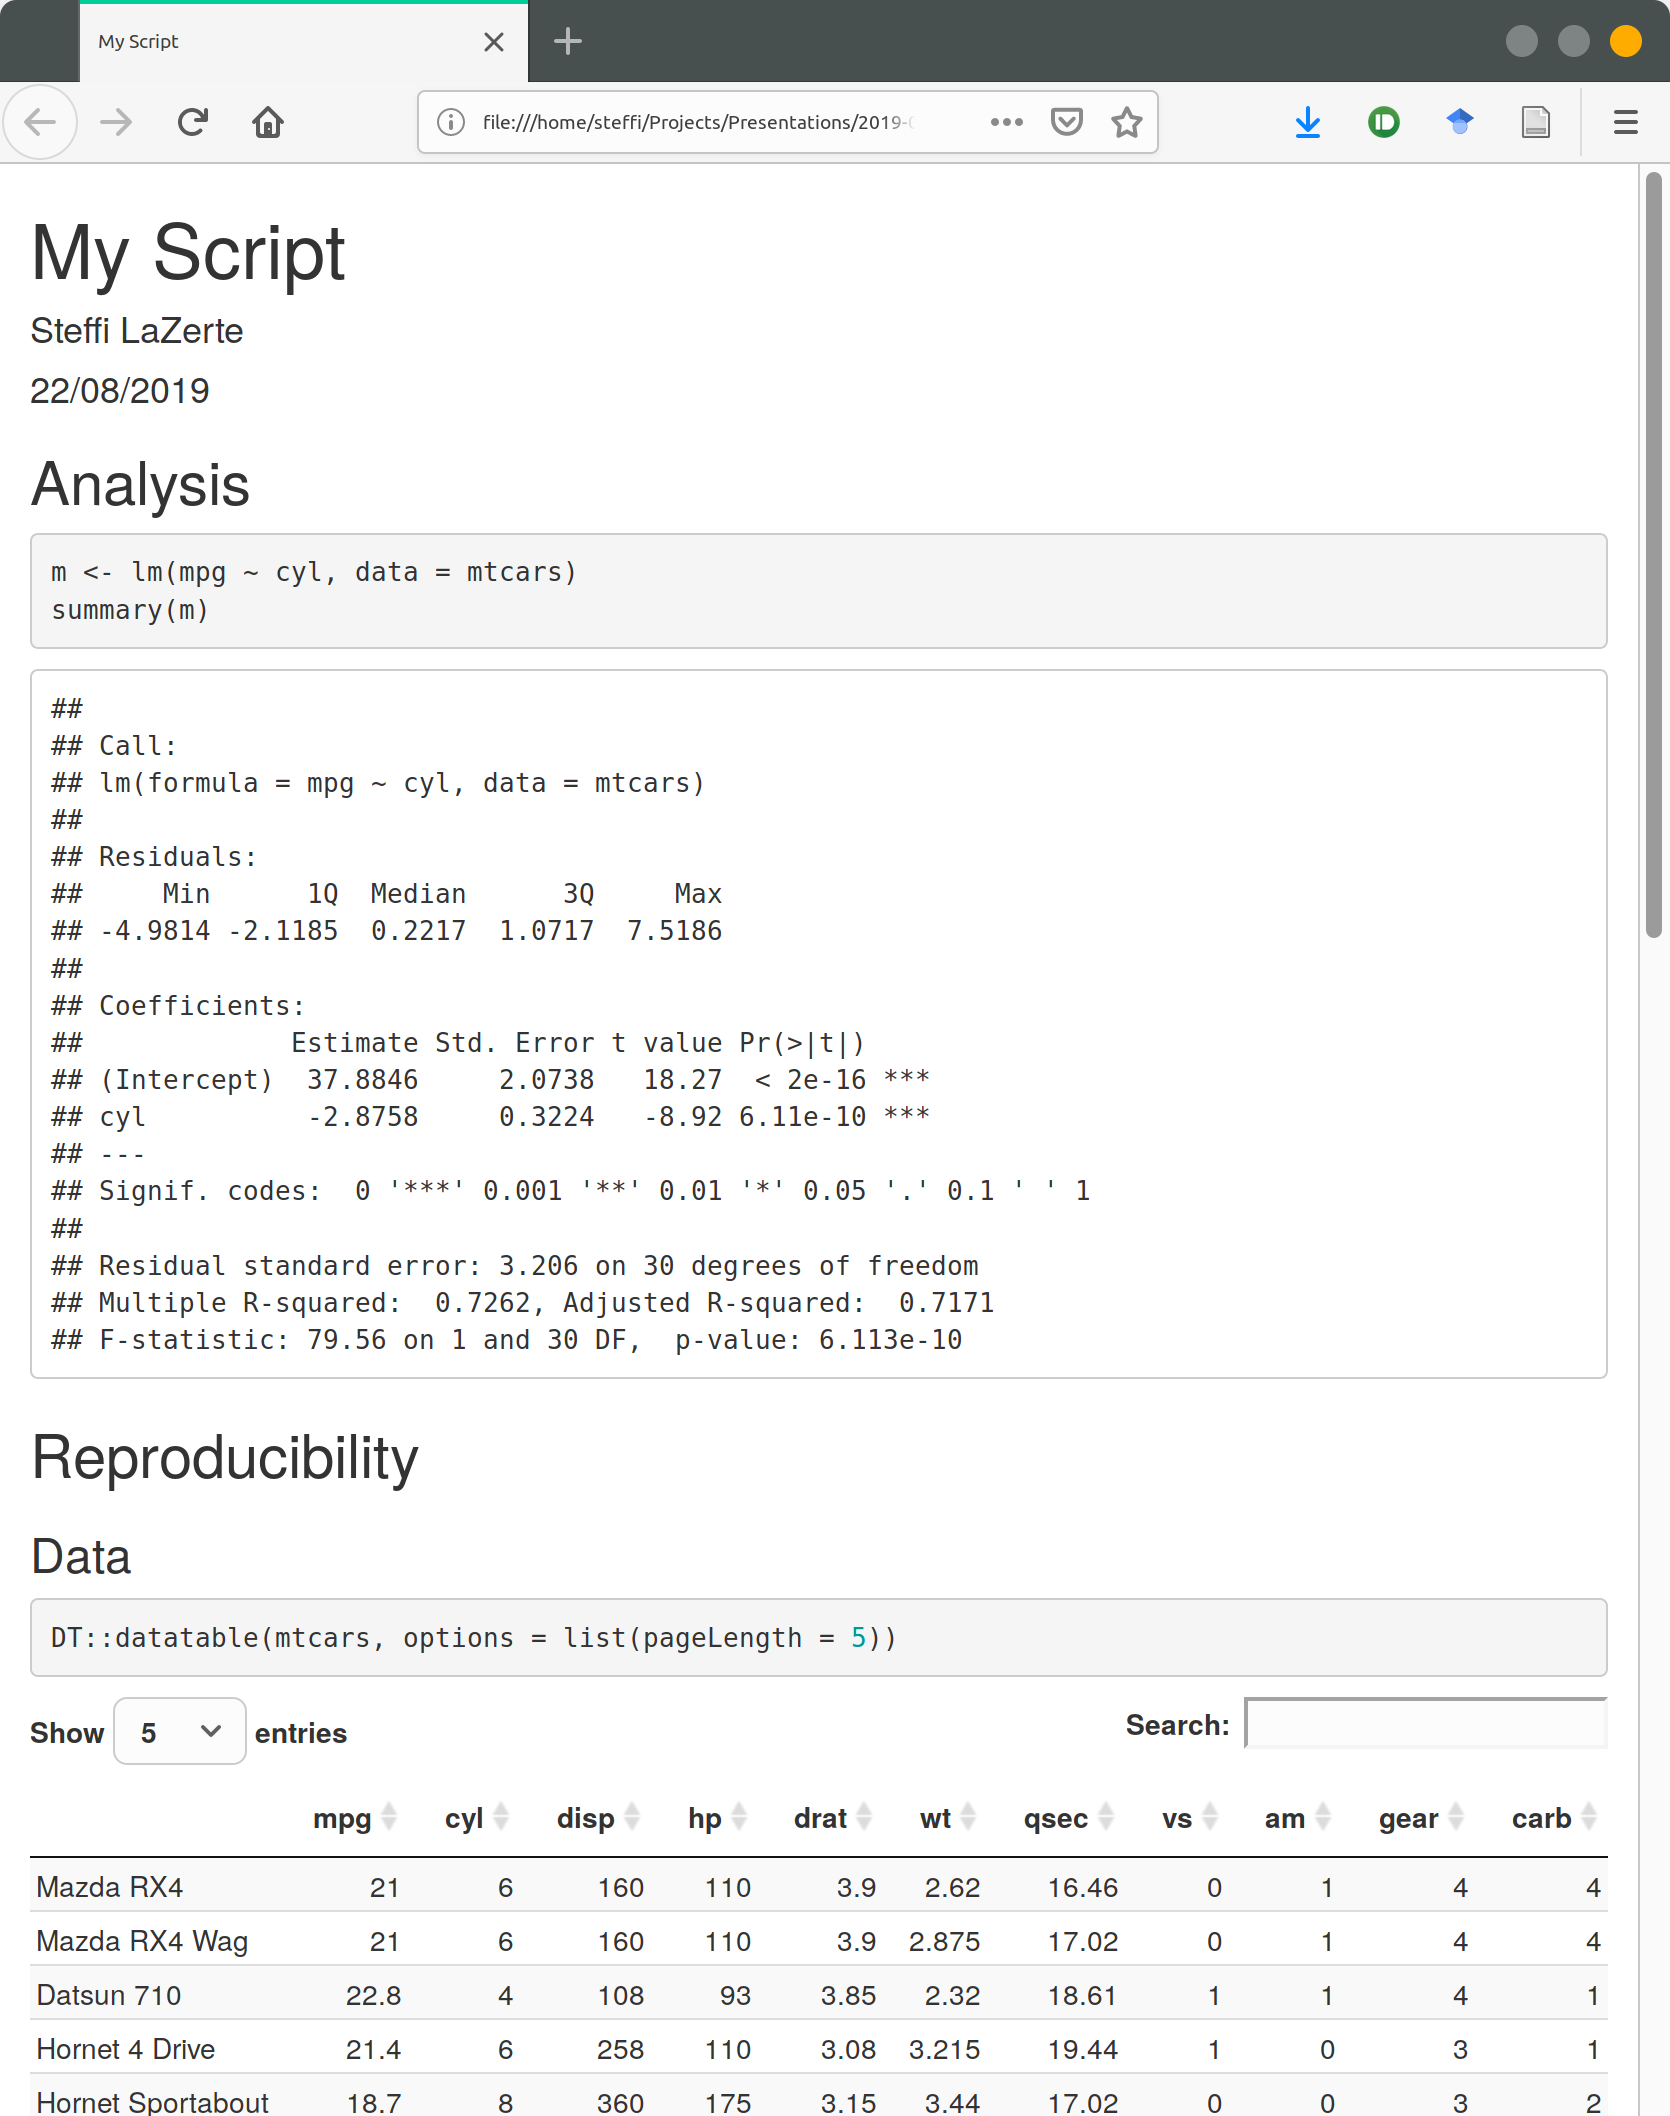 My Script
file:///home/steffi/Projects/Presentations/2019-
My Script
Steffi LaZerte
22/08/2019
Analysis
m <- lm(mpg ~ cyl, data = mtcars)
summary(m)
##
## Call:
## lm(formula = mpg ~ cyl, data = mtcars)
##
## Residuals:
##     Min      1Q  Median      3Q     Max
## -4.9814 -2.1185  0.2217  1.0717  7.5186
##
## Coefficients:
##             Estimate Std. Error t value Pr(>|t|)
## (Intercept)  37.8846     2.0738   18.27  < 2e-16 ***
## cyl          -2.8758     0.3224   -8.92 6.11e-10 ***
## ---
## Signif. codes:  0 '***' 0.001 '**' 0.01 '*' 0.05 '.' 0.1 ' ' 1
##
## Residual standard error: 3.206 on 30 degrees of freedom
## Multiple R-squared:  0.7262, Adjusted R-squared:  0.7171
## F-statistic: 79.56 on 1 and 30 DF,  p-value: 6.113e-10
Reproducibility
Data
DT::datatable(mtcars, options = list(pageLength = 5))
Show 5 entries Search:
mpg cyl disp hp drat wt qsec vs am gear carb
Mazda RX4 21 6 160 110 3.9 2.62 16.46 0 1 4 4
Mazda RX4 Wag 21 6 160 110 3.9 2.875 17.02 0 1 4 4
Datsun 710 22.8 4 108 93 3.85 2.32 18.61 1 1 4 1
Hornet 4 Drive 21.4 6 258 110 3.08 3.215 19.44 1 0 3 1
Hornet Sportabout 18.7 8 360 175 3.15 3.44 17.02 0 0 3 2